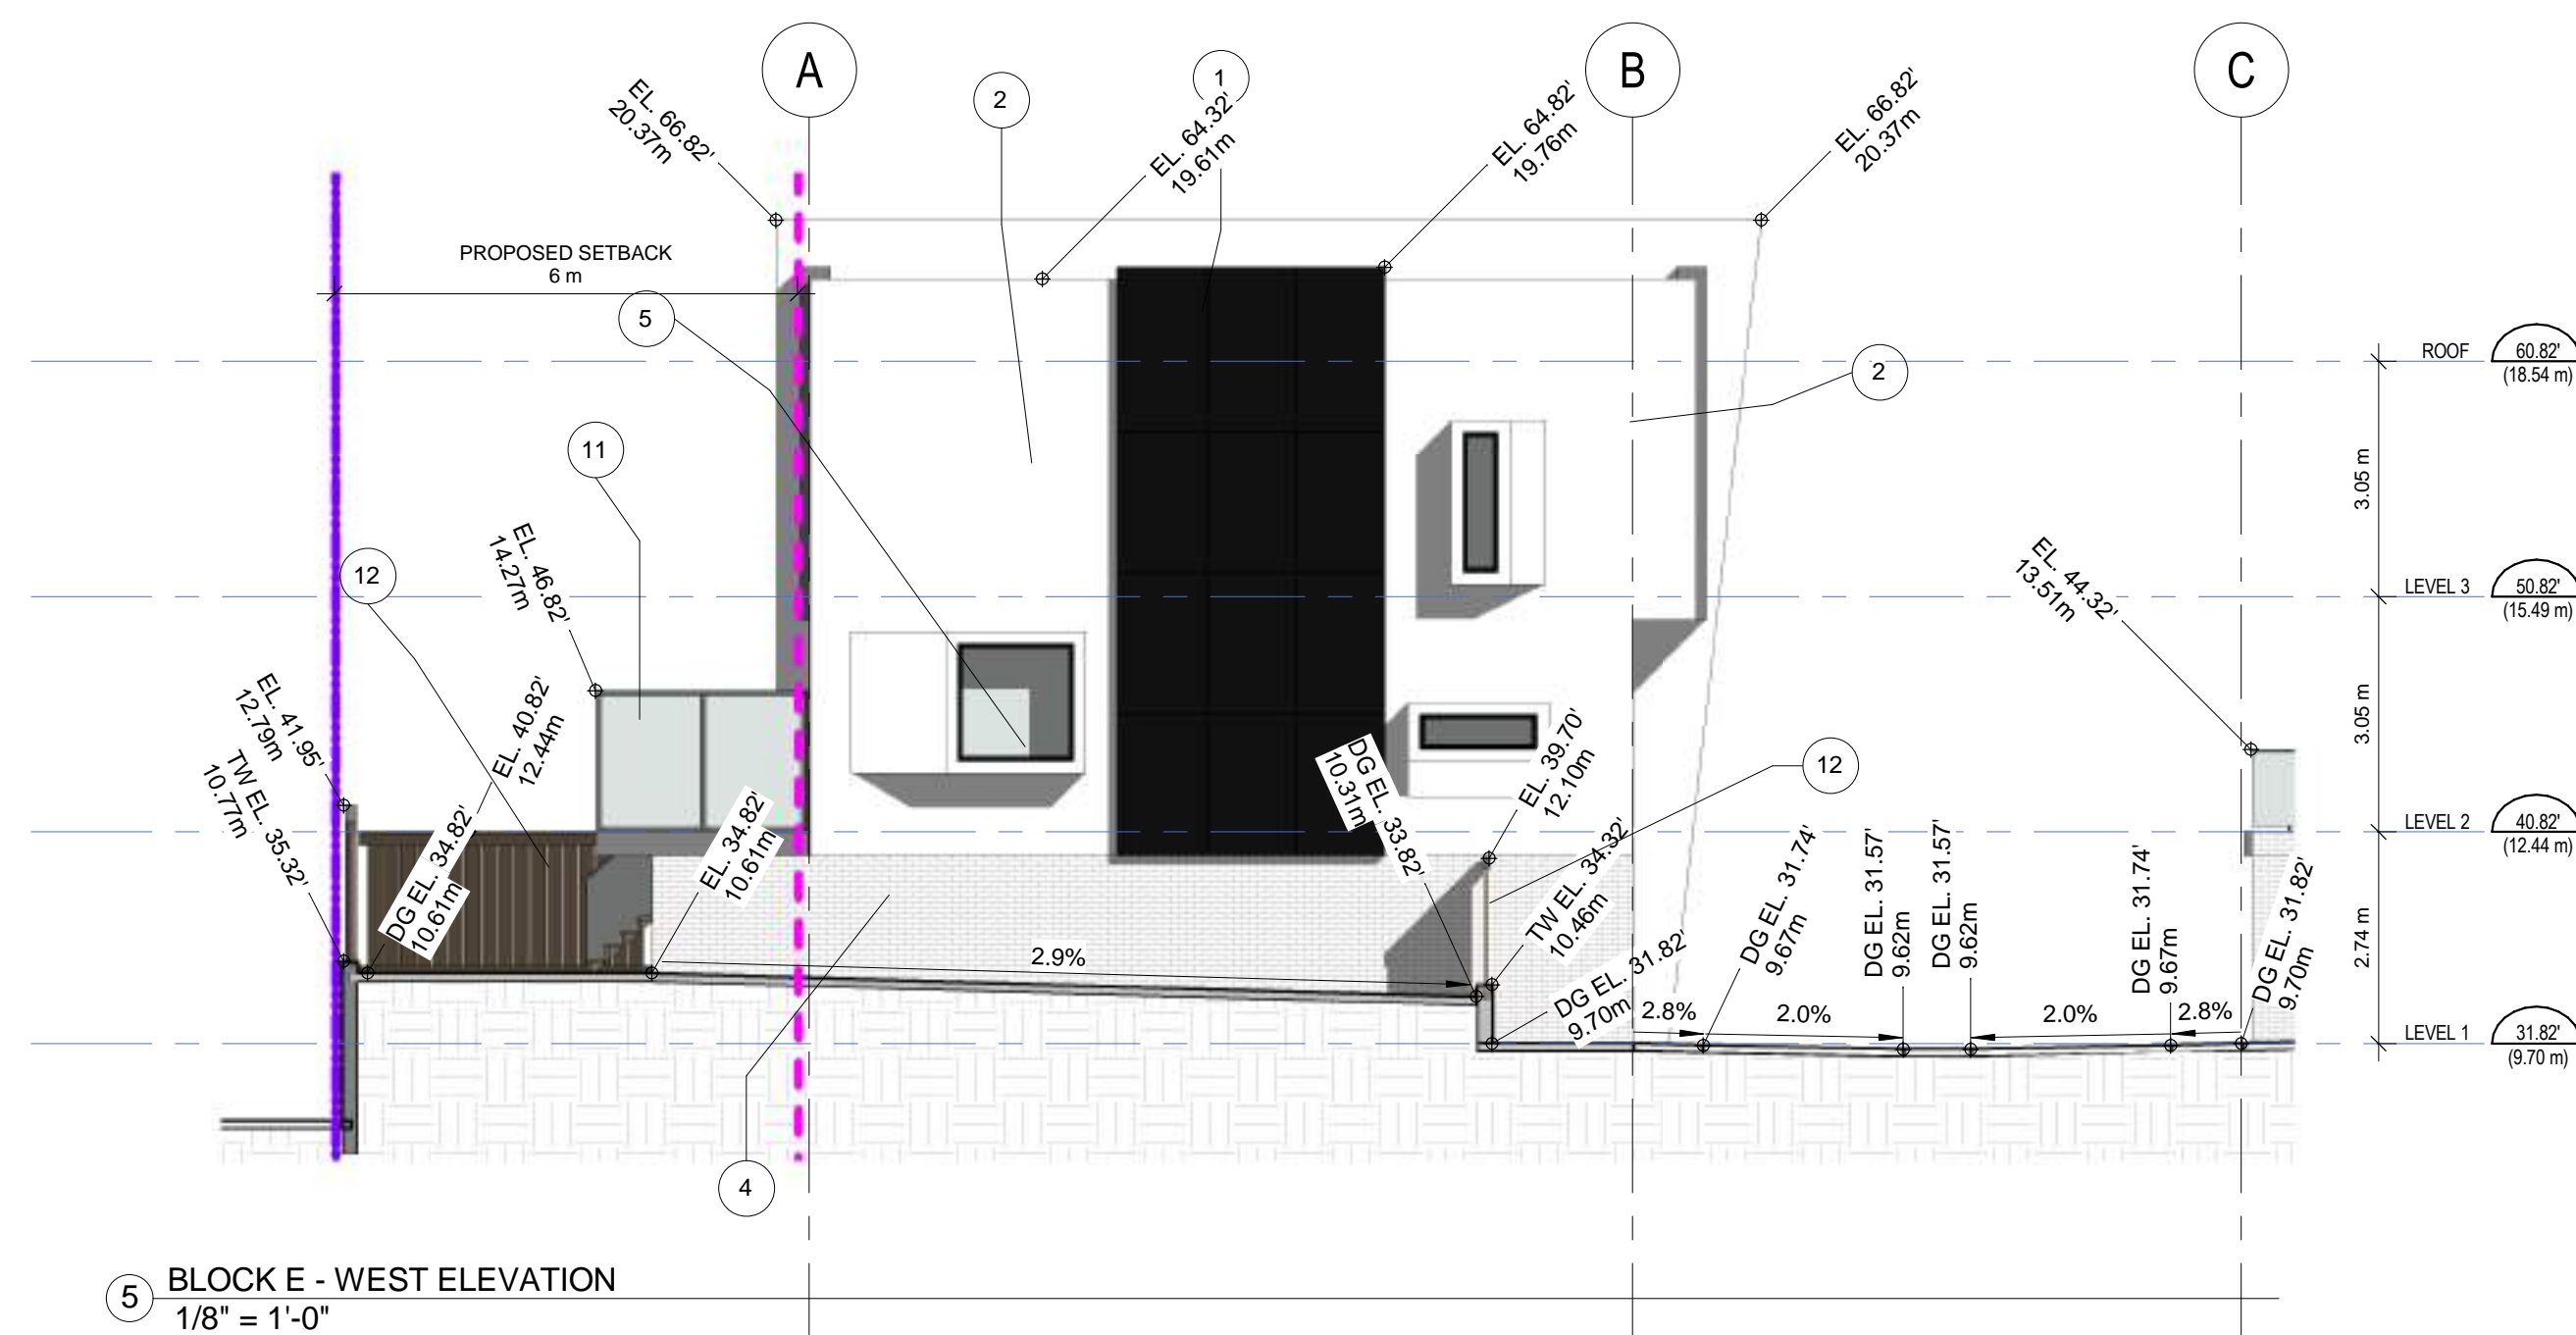 A
B
C
2
1
EL. 66.82'
20.37m
EL. 64.32'
19.61m
EL. 64.82'
19.76m
EL. 66.82'
20.37m
PROPOSED SETBACK
6 m
5
2
ROOF
60.82'
(18.54 m)
11
3.05 m
EL. 46.82'
14.27m
12
EL. 44.32'
13.51m
LEVEL 3
50.82'
(15.49 m)
EL. 41.95'
12.79m
EL. 40.82'
12.44m
TW EL. 35.32'
10.77m
DG EL. 34.82'
10.61m
EL. 34.82'
10.61m
DG EL. 33.82'
10.31m
EL. 39.70'
12.10m
12
3.05 m
TW EL. 34.32'
10.46m
DG EL. 31.82'
9.70m
DG EL. 31.74'
9.67m
DG EL. 31.57'
9.62m
DG EL. 31.57'
9.62m
DG EL. 31.74'
9.67m
DG EL. 31.82'
9.70m
LEVEL 2
40.82'
(12.44 m)
2.74 m
2.9%
2.8%
2.0%
2.0%
2.8%
LEVEL 1
31.82'
(9.70 m)
4
5
BLOCK E - WEST ELEVATION
1/8" = 1'-0"